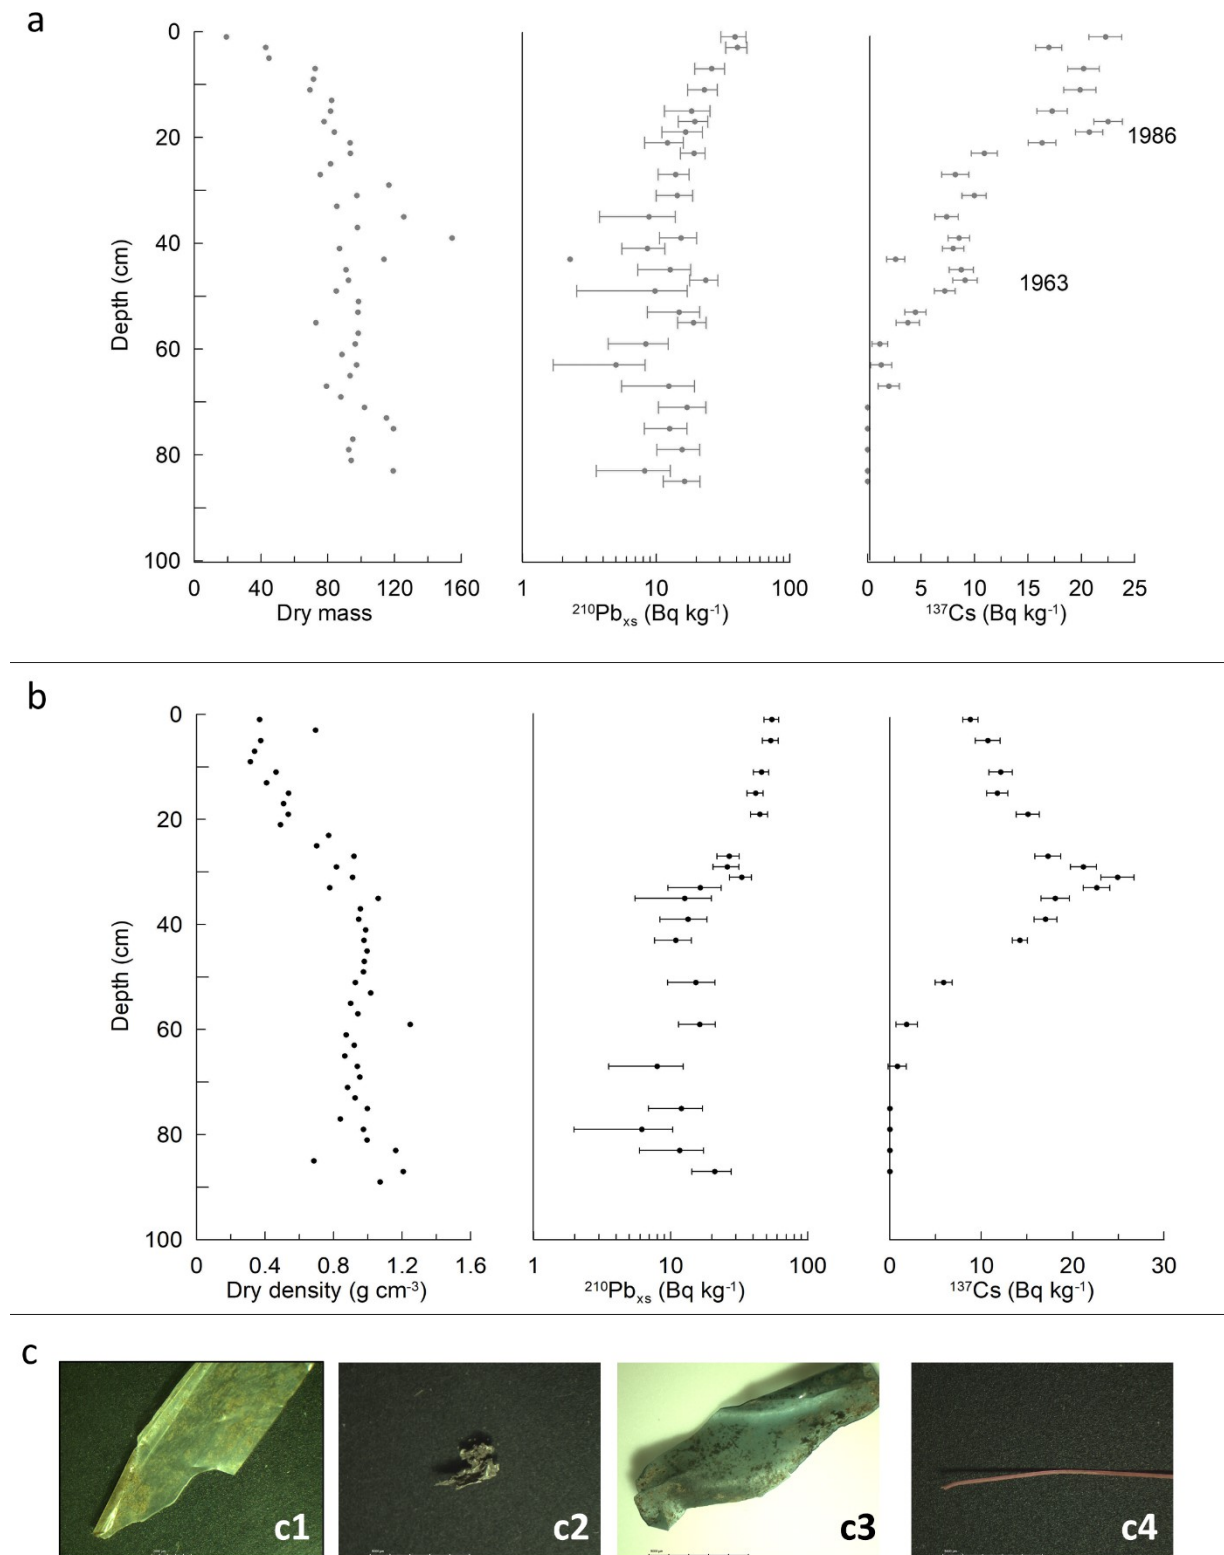 a
0
20
40
60
80
100
Depth (cm)
0 40 80 120 160
Dry mass
1 10 100
²¹⁰Pbₓₛ (Bq kg⁻¹)
1986
1963
0 5 10 15 20 25
¹³⁷Cs (Bq kg⁻¹)
b
0
20
40
60
80
100
Depth (cm)
0 0.4 0.8 1.2 1.6
Dry density (g cm⁻³)
1 10 100
²¹⁰Pbₓₛ (Bq kg⁻¹)
0 10 20 30
¹³⁷Cs (Bq kg⁻¹)
c
c1 c2 c3 c4